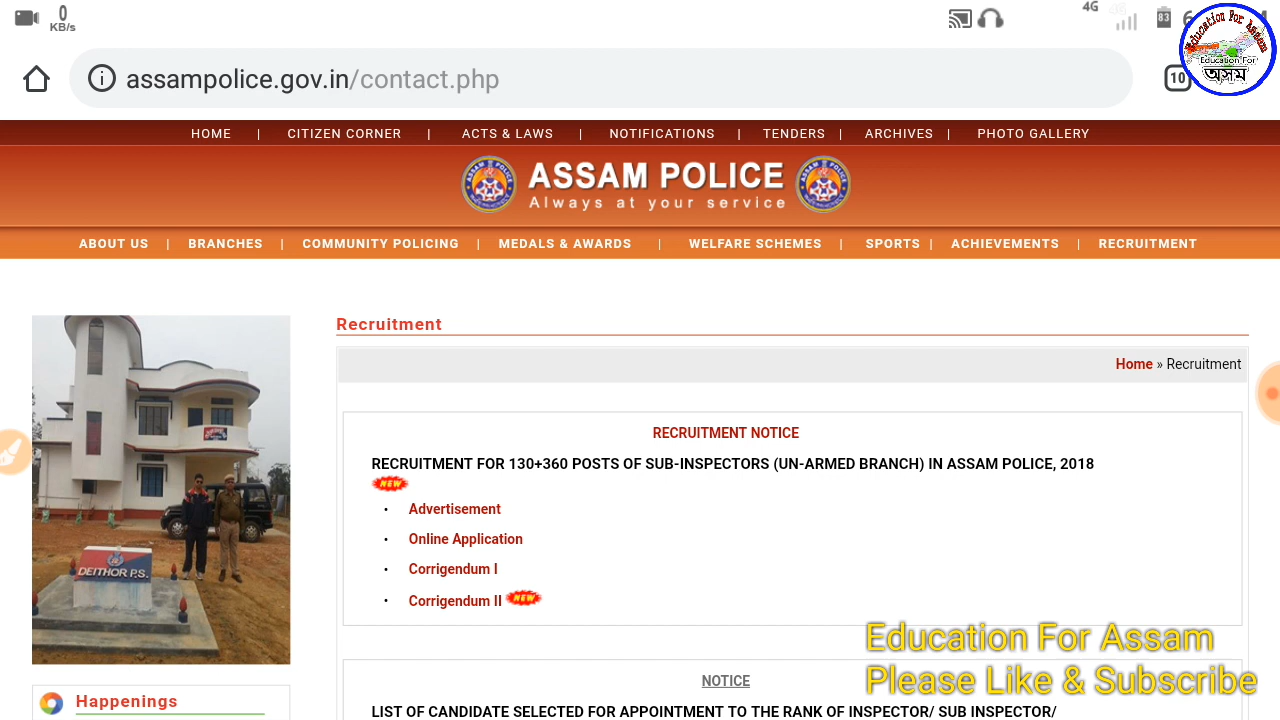 0
KB/s
4G
83
6
assampolice.gov.in/contact.php
10
Education For Assam
Education For
অসম
HOME | CITIZEN CORNER | ACTS & LAWS | NOTIFICATIONS | TENDERS | ARCHIVES | PHOTO GALLERY
ASSAM POLICE
Always at your service
ABOUT US | BRANCHES | COMMUNITY POLICING | MEDALS & AWARDS | WELFARE SCHEMES | SPORTS | ACHIEVEMENTS | RECRUITMENT
Recruitment
Home » Recruitment
RECRUITMENT NOTICE
RECRUITMENT FOR 130+360 POSTS OF SUB-INSPECTORS (UN-ARMED BRANCH) IN ASSAM POLICE, 2018
NEW
• Advertisement
• Online Application
• Corrigendum I
• Corrigendum II NEW
DEITHOR P.S.
Education For Assam
Please Like & Subscribe
Happenings
NOTICE
LIST OF CANDIDATE SELECTED FOR APPOINTMENT TO THE RANK OF INSPECTOR/ SUB INSPECTOR/